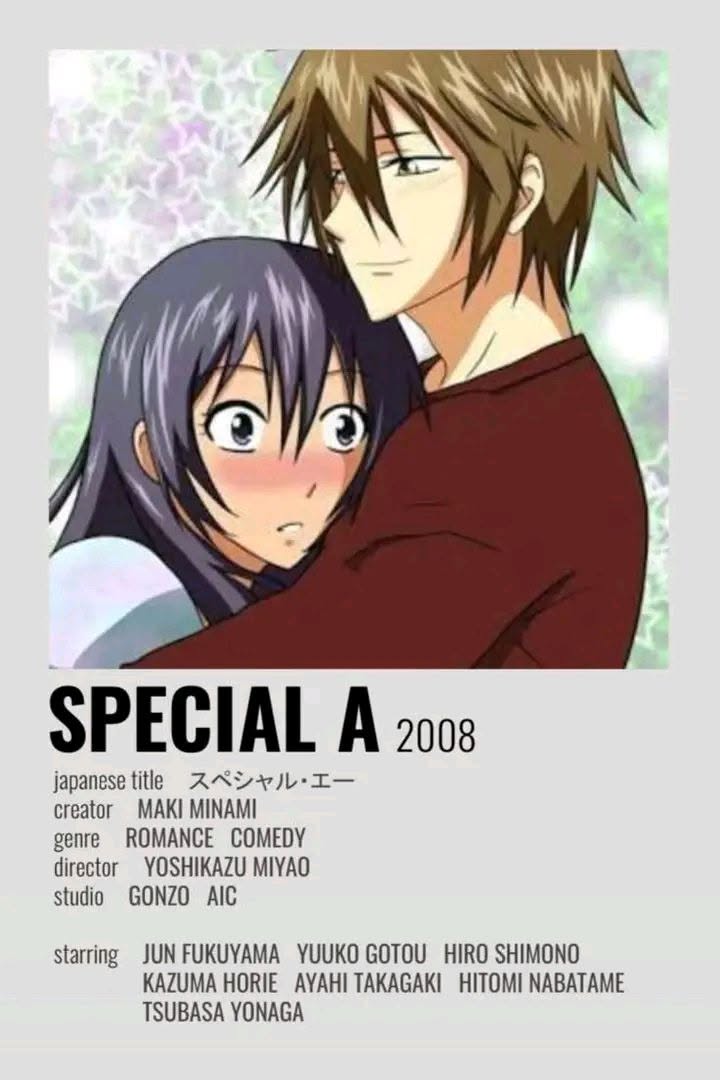 SPECIAL A 2008
japanese title スペシャル・エー
creator MAKI MINAMI
genre ROMANCE COMEDY
director YOSHIKAZU MIYAO
studio GONZO AIC
starring JUN FUKUYAMA YUUKO GOTOU HIRO SHIMONO
KAZUMA HORIE AYAHI TAKAGAKI HITOMI NABATAME
TSUBASA YONAGA